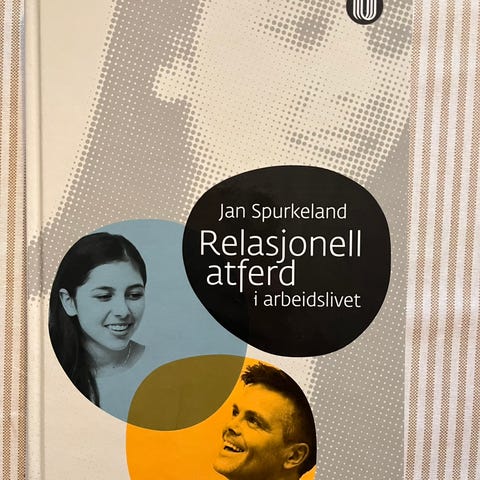 Jan Spurkeland
Relasjonell
atferd
i arbeidslivet